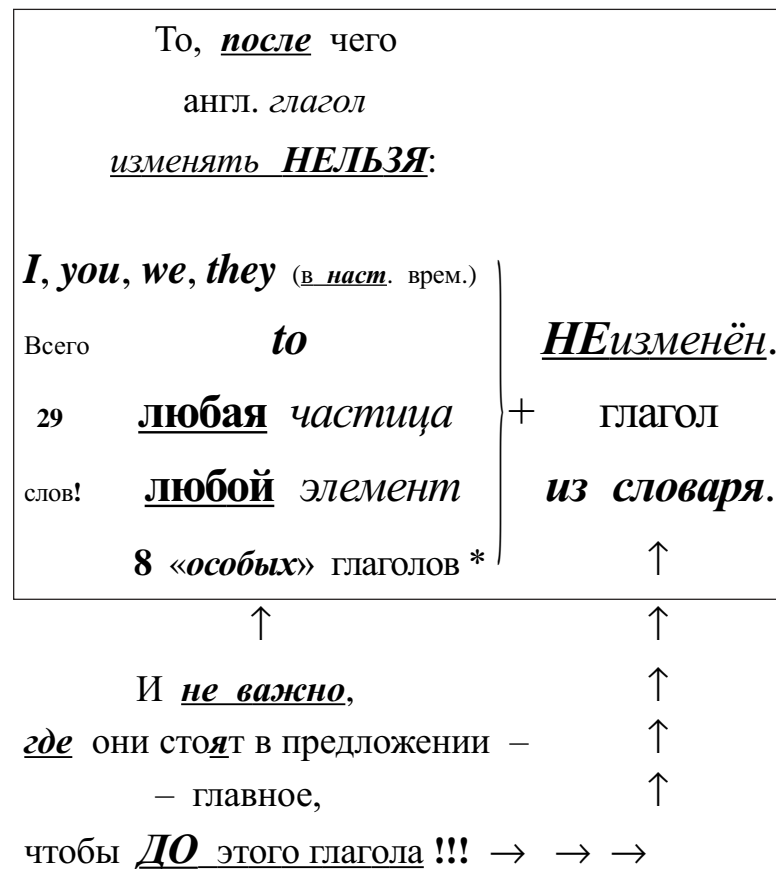 То, после чего
англ. глагол
изменять НЕЛЬЗЯ:
I, you, we, they (в наст. врем.)
Всего to НЕизменён.
29 любая частица + глагол
слов! любой элемент из словаря.
8 «особых» глаголов * ↑
↑ ↑
И не важно, ↑
где они стоят в предложении – ↑
– главное, ↑
чтобы ДО этого глагола !!! → → →